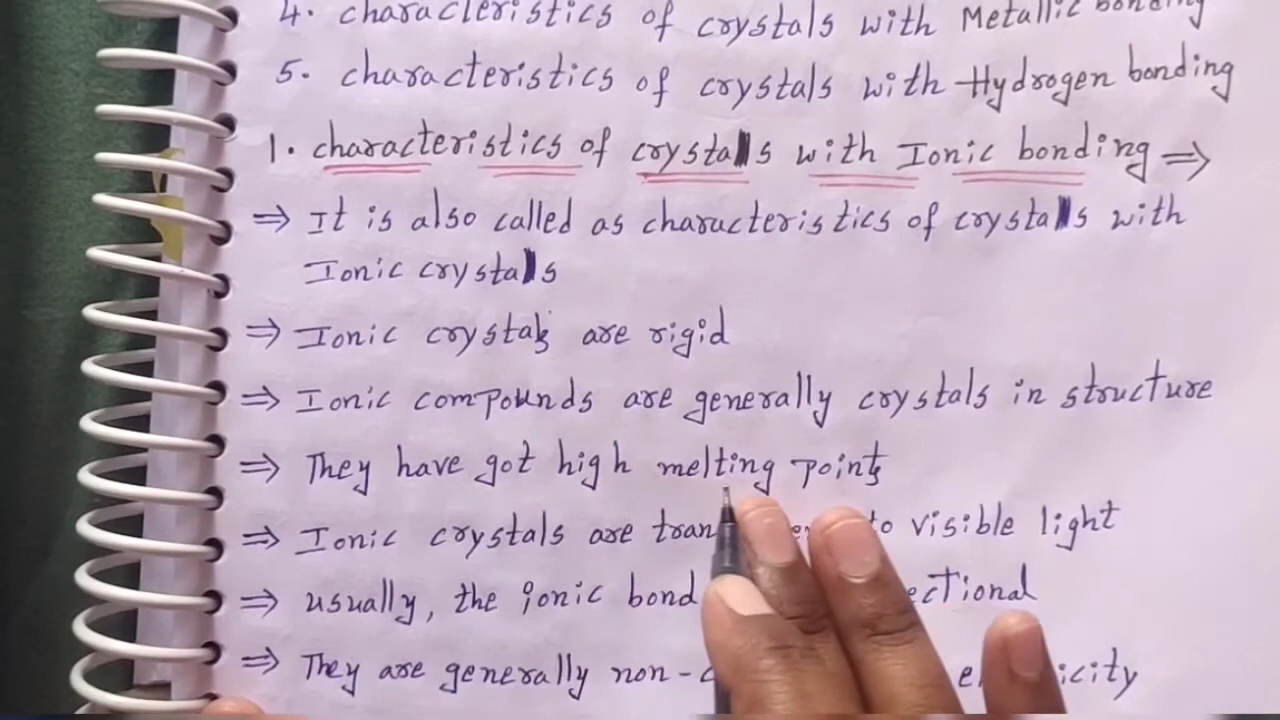 4. characteristics of crystals with Metallic bonding
5. characteristics of crystals with Hydrogen bonding
1. characteristics of crystals with Ionic bonding ⇒
⇒ It is also called as characteristics of crystals with
Ionic crystals
⇒ Ionic crystals are rigid
⇒ Ionic compounds are generally crystals in structure
⇒ They have got high melting points
⇒ Ionic crystals are to visible light
⇒ usually, the ionic bond
⇒ They are generally non-